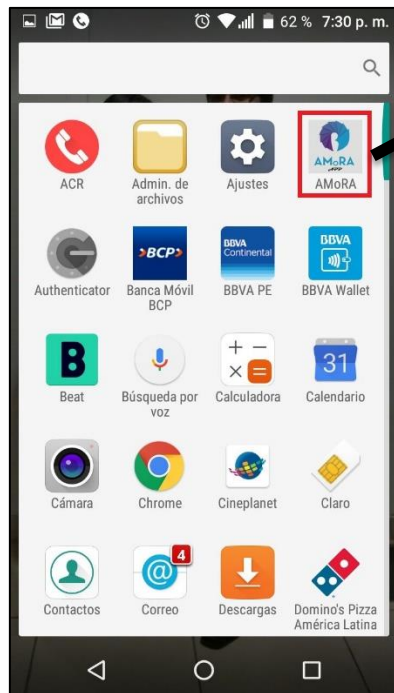 62 % 7:30 p. m.
AMoRA
APP
ACR
Admin. de
archivos
Ajustes
AMoRA
>BCP>
BBVA
Continental
BBVA
Authenticator
Banca Móvil
BCP
BBVA PE
BBVA Wallet
B
+ −
× =
31
Beat
Búsqueda por
voz
Calculadora
Calendario
Cámara
Chrome
Cineplanet
Claro
4
@
Contactos
Correo
Descargas
Domino's Pizza
América Latina